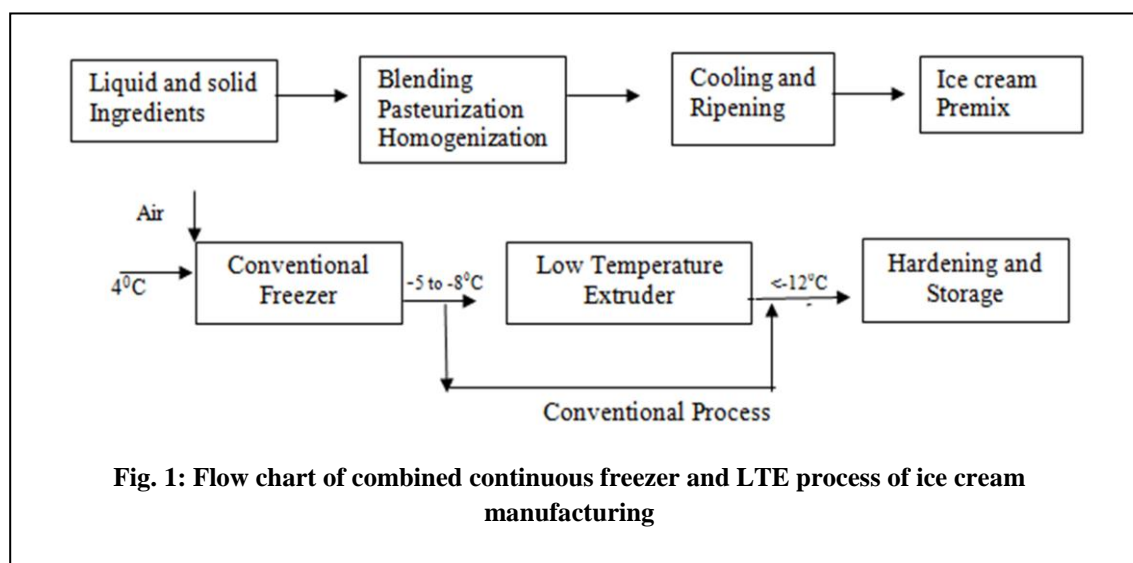 Liquid and solid
Ingredients
Blending
Pasteurization
Homogenization
Cooling and
Ripening
Ice cream
Premix
Air
4⁰C
Conventional
Freezer
-5 to -8⁰C
Low Temperature
Extruder
<-12°C
Hardening and
Storage
Conventional Process
Fig. 1: Flow chart of combined continuous freezer and LTE process of ice cream
manufacturing